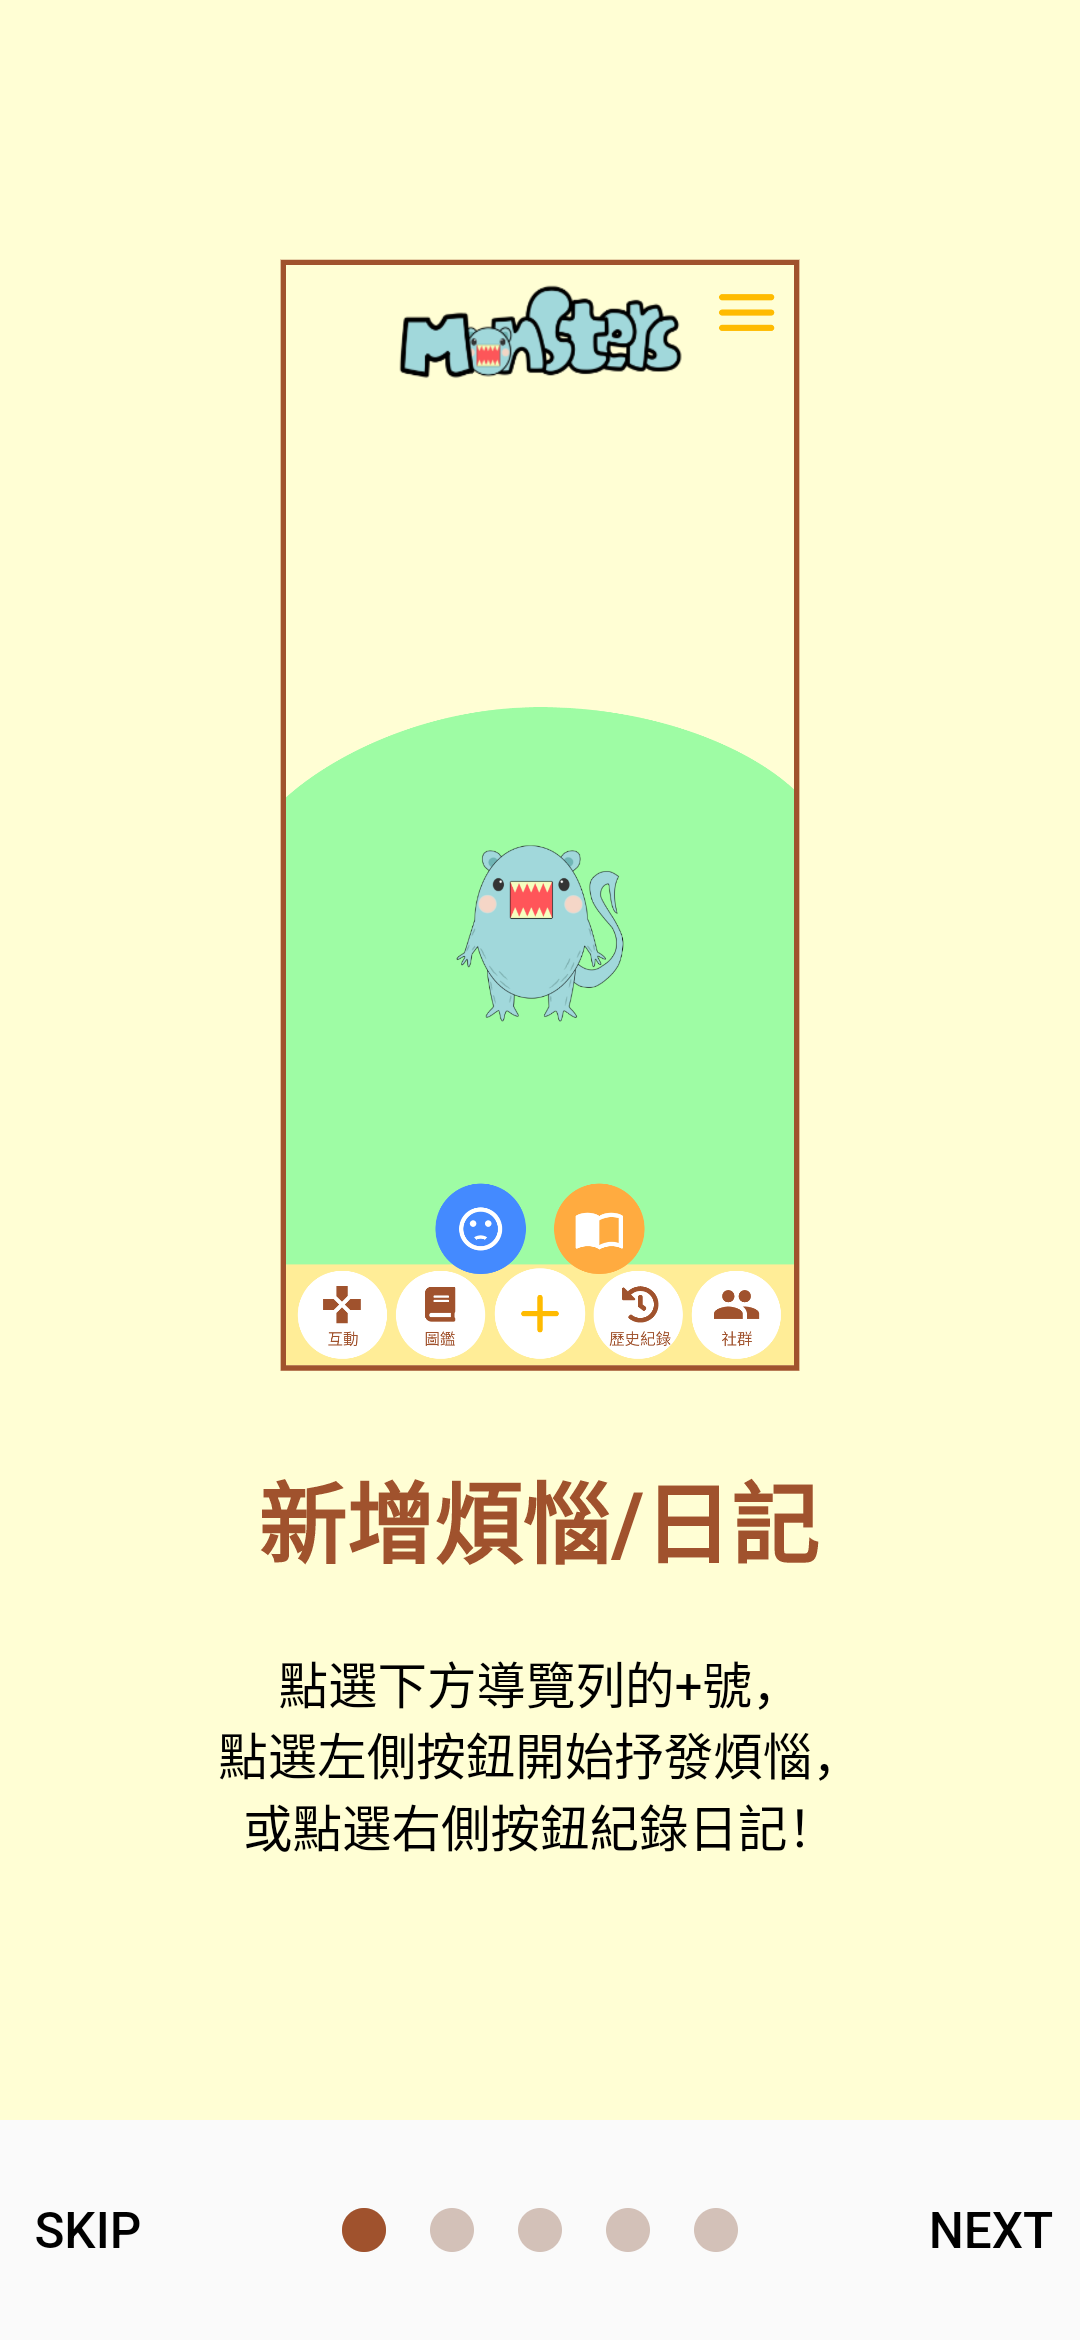 Monsters
互動
圖鑑
歷史紀錄
社群
新增煩惱/日記
點選下方導覽列的+號，
點選左側按鈕開始抒發煩惱，
或點選右側按鈕紀錄日記！
SKIP
NEXT